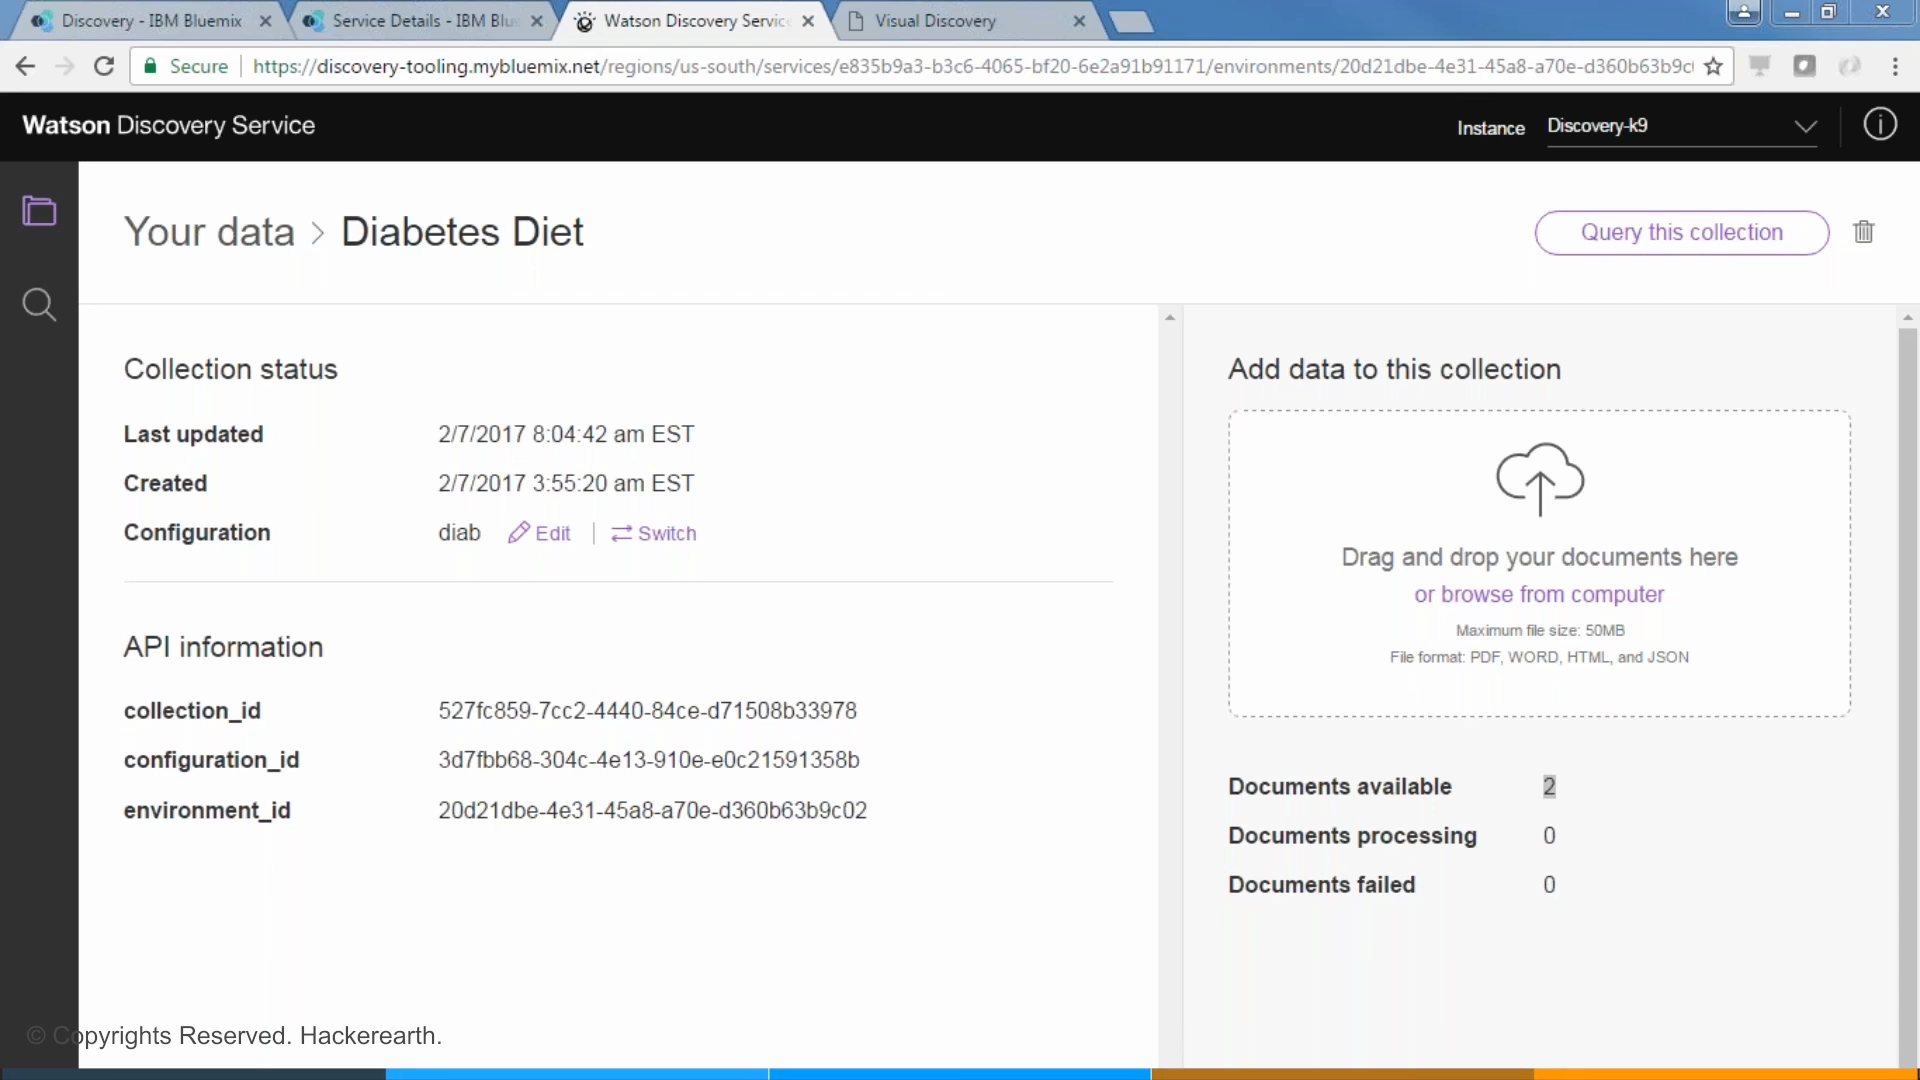 Discovery - IBM Bluemix
Service Details - IBM Blu
Watson Discovery Servic
Visual Discovery
Secure
https://discovery-tooling.mybluemix.net/regions/us-south/services/e835b9a3-b3c6-4065-bf20-6e2a91b91171/environments/20d21dbe-4e31-45a8-a70e-d360b63b9c
Watson Discovery Service
Instance Discovery-k9
Your data > Diabetes Diet
Query this collection
Collection status
Last updated 2/7/2017 8:04:42 am EST
Created 2/7/2017 3:55:20 am EST
Configuration diab Edit | Switch
API information
collection_id 527fc859-7cc2-4440-84ce-d71508b33978
configuration_id 3d7fbb68-304c-4e13-910e-e0c21591358b
environment_id 20d21dbe-4e31-45a8-a70e-d360b63b9c02
Add data to this collection
Drag and drop your documents here
or browse from computer
Maximum file size: 50MB
File format: PDF, WORD, HTML, and JSON
Documents available 2
Documents processing 0
Documents failed 0
© Copyrights Reserved. Hackerearth.